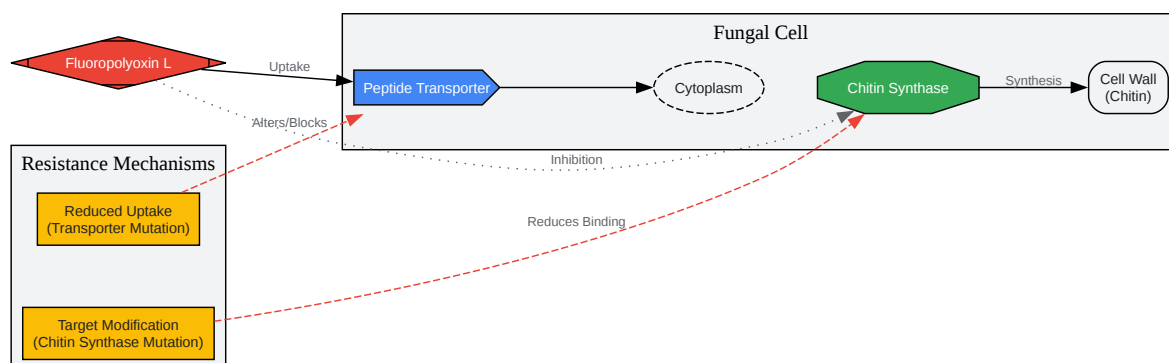 Fungal Cell
Fluoropolyoxin L
Uptake
Peptide Transporter
Cytoplasm
Chitin Synthase
Synthesis
Cell Wall
(Chitin)
Alters/Blocks
Inhibition
Resistance Mechanisms
Reduced Uptake
(Transporter Mutation)
Reduces Binding
Target Modification
(Chitin Synthase Mutation)